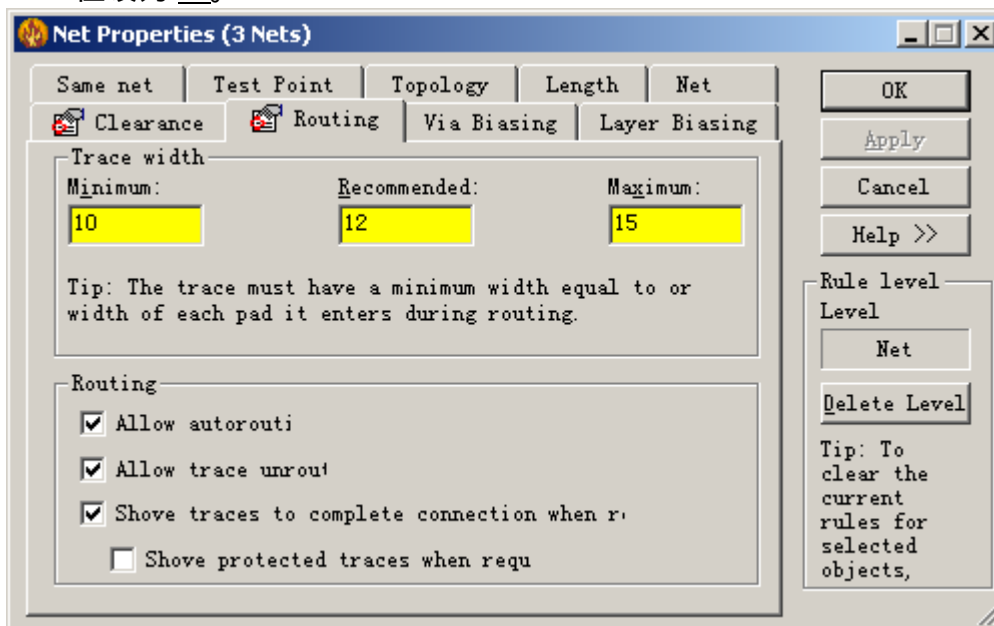 Net Properties (3 Nets)
Same net Test Point Topology Length Net
Clearance Routing Via Biasing Layer Biasing
Trace width
Minimum: Recommended: Maximum:
10 12 15
Tip: The trace must have a minimum width equal to or
width of each pad it enters during routing.
Routing
Allow autorouti
Allow trace unrout
Shove traces to complete connection when r
Shove protected traces when requ
OK
Apply
Cancel
Help >>
Rule level
Level
Net
Delete Level
Tip: To
clear the
current
rules for
selected
objects,